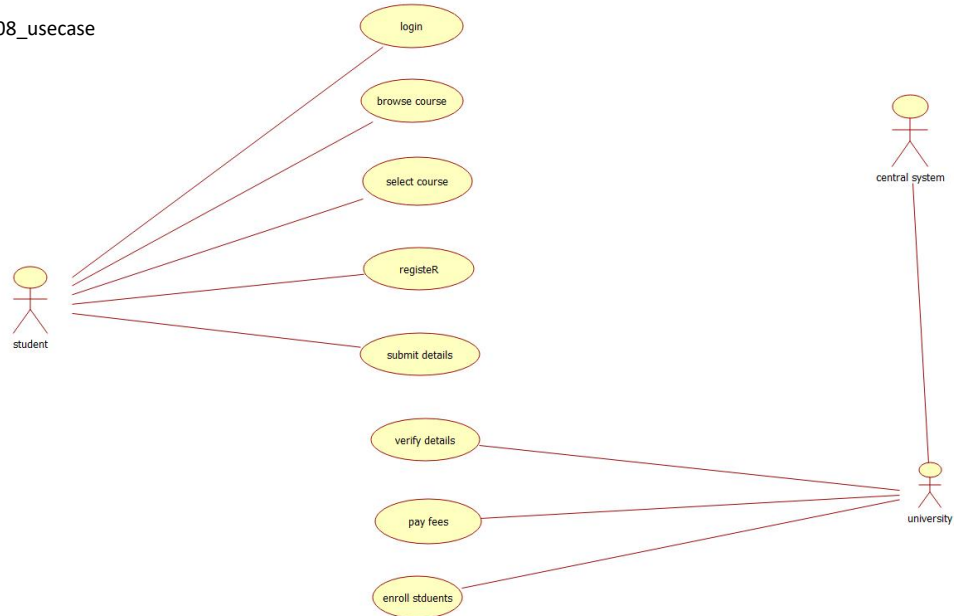 08_usecase
login
browse course
central system
select course
registeR
student
submit details
verify details
university
pay fees
enroll stduents